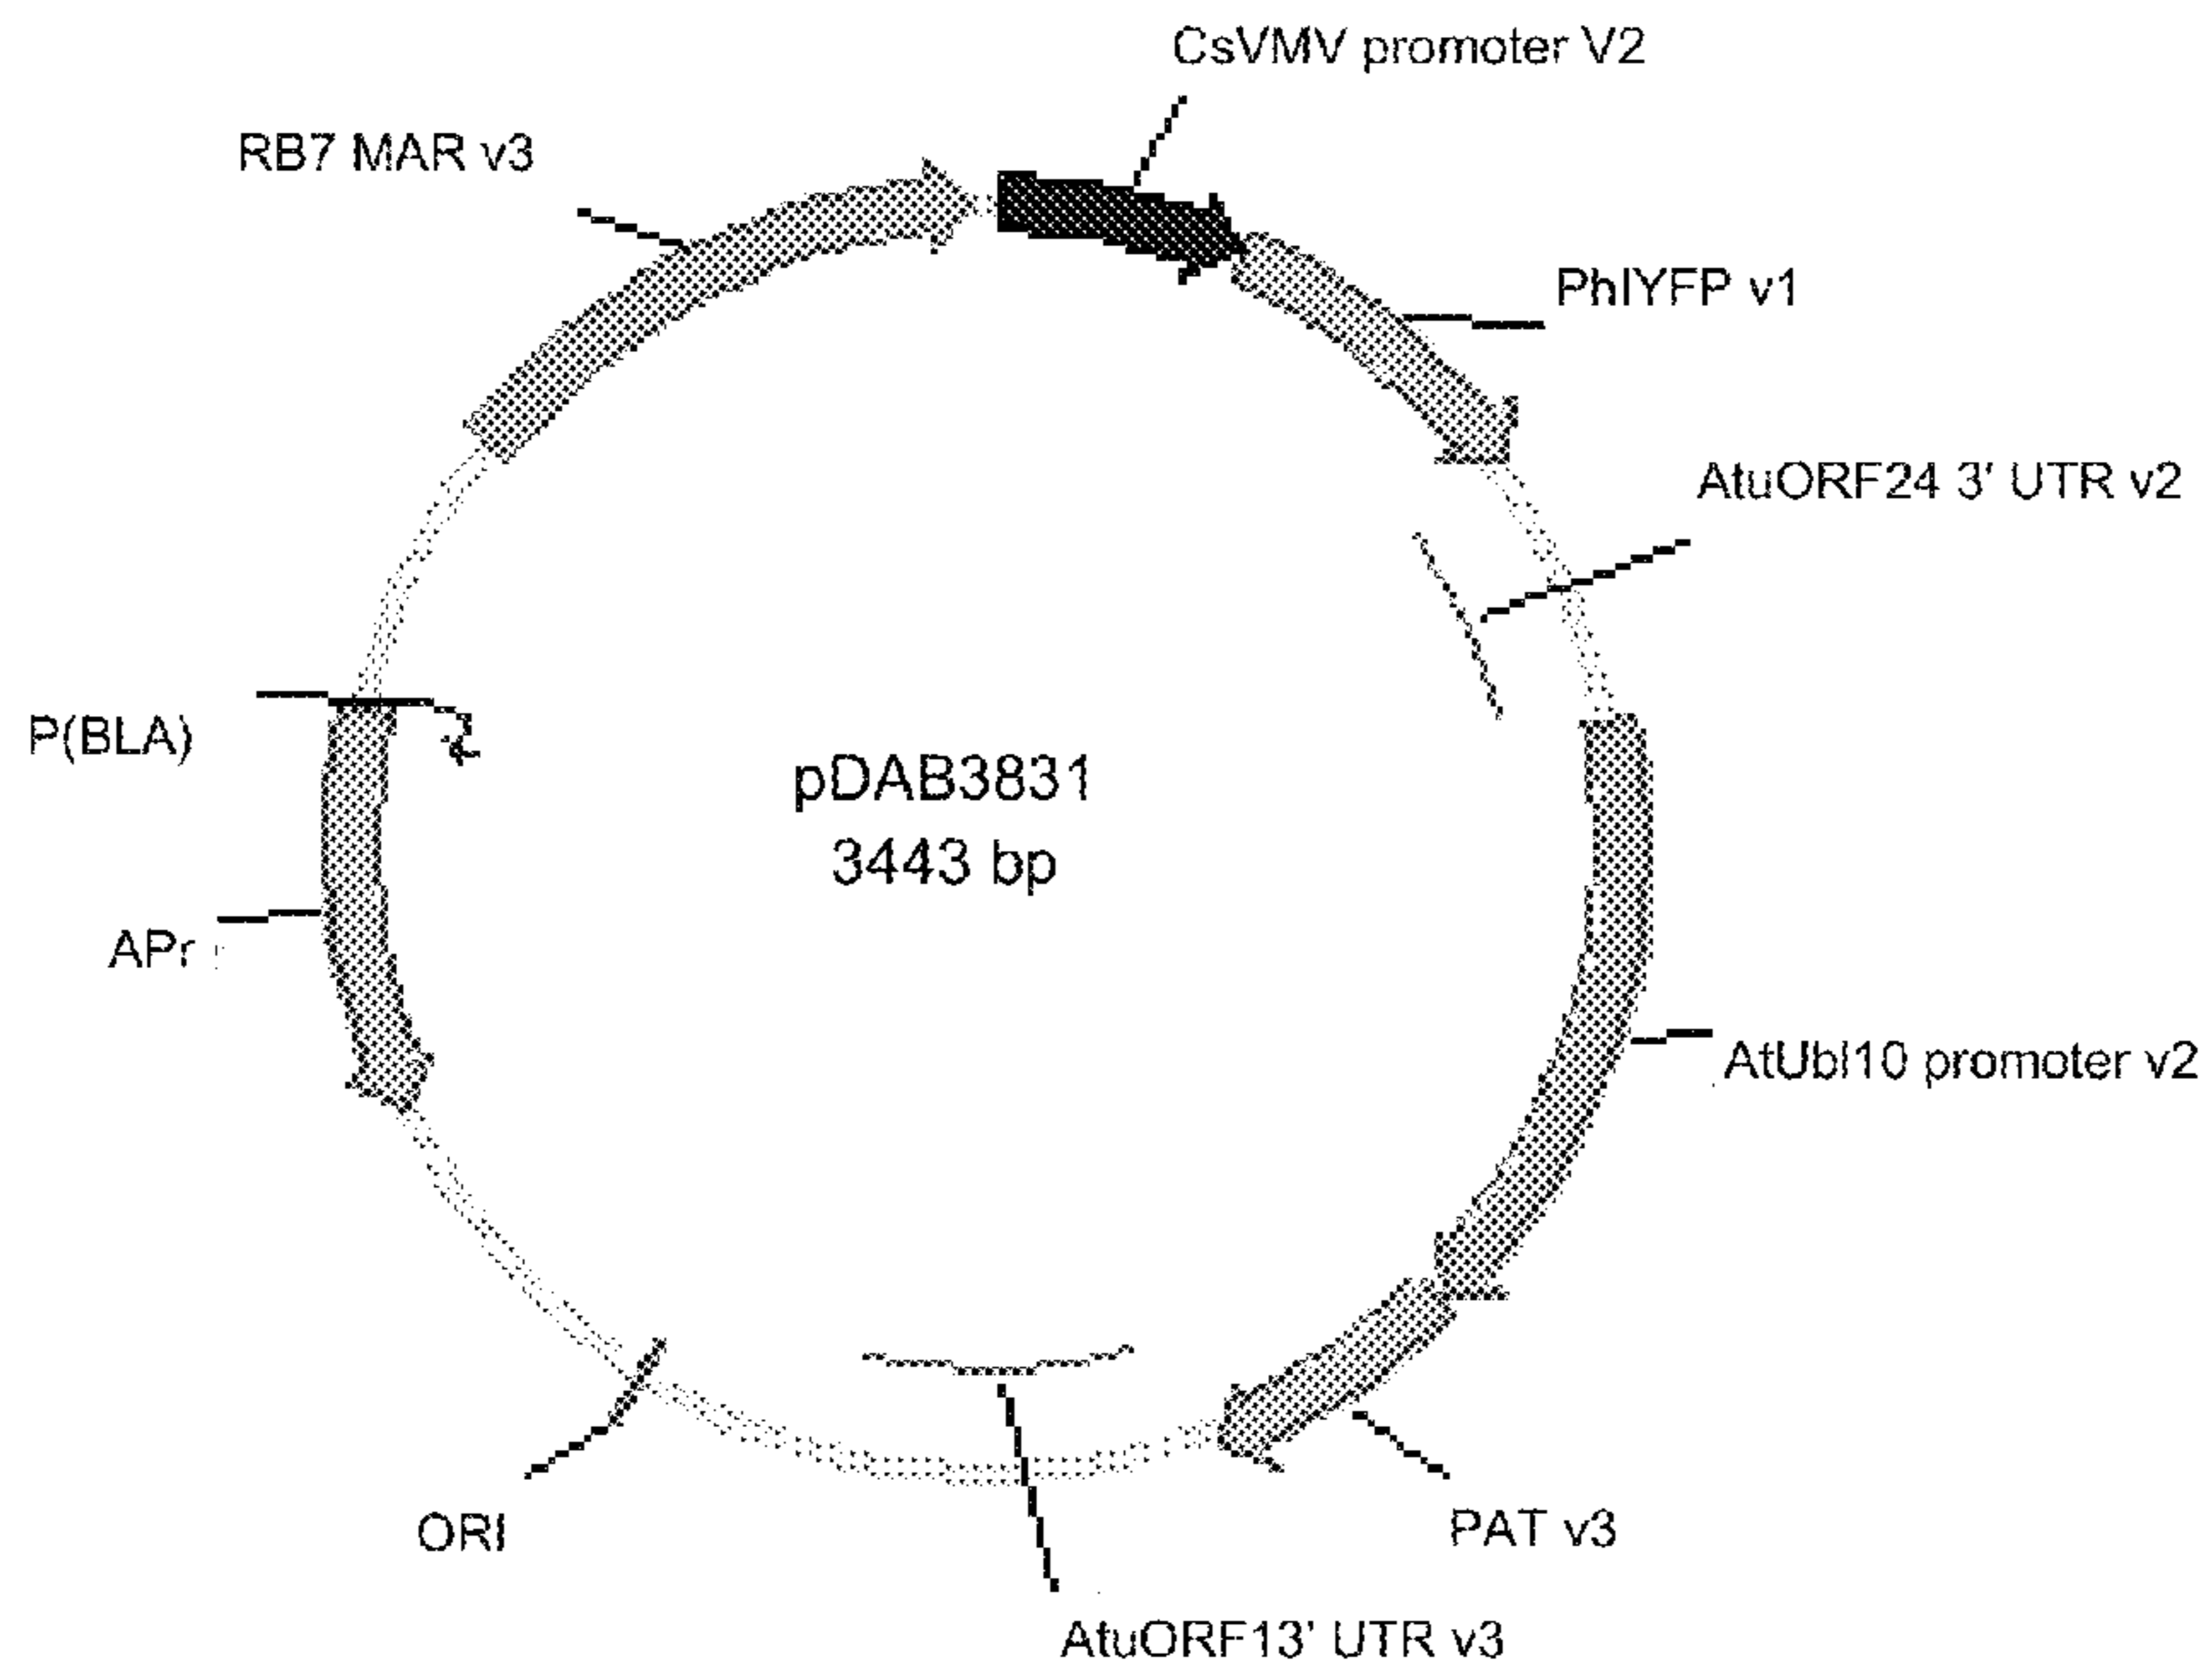 CsVMV promoter V2
RB7 MAR v3
PhIYFP v1
AtuORF24 3' UTR v2
P(BLA)
pDAB3831
3443 bp
APr
AtUbI10 promoter v2
ORI
PAT v3
AtuORF13' UTR v3